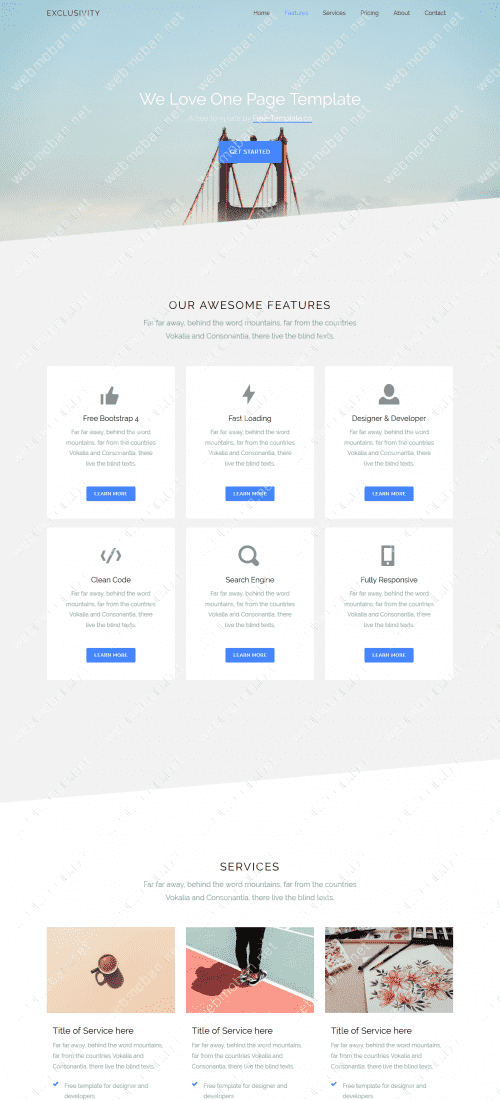 EXCLUSIVITY
Home Features Services Pricing About Contact
We Love One Page Template
A free template by Free-Template.co
GET STARTED
OUR AWESOME FEATURES
Far far away, behind the word mountains, far from the countries
Vokalia and Consonantia, there live the blind texts.
Free Bootstrap 4
Far far away, behind the word
mountains, far from the countries
Vokalia and Consonantia, there
live the blind texts.
LEARN MORE
Fast Loading
Far far away, behind the word
mountains, far from the countries
Vokalia and Consonantia, there
live the blind texts.
LEARN MORE
Designer & Developer
Far far away, behind the word
mountains, far from the countries
Vokalia and Consonantia, there
live the blind texts.
LEARN MORE
Clean Code
Far far away, behind the word
mountains, far from the countries
Vokalia and Consonantia, there
live the blind texts.
LEARN MORE
Search Engine
Far far away, behind the word
mountains, far from the countries
Vokalia and Consonantia, there
live the blind texts.
LEARN MORE
Fully Responsive
Far far away, behind the word
mountains, far from the countries
Vokalia and Consonantia, there
live the blind texts.
LEARN MORE
SERVICES
Far far away, behind the word mountains, far from the countries
Vokalia and Consonantia, there live the blind texts.
Title of Service here
Far far away, behind the word mountains,
far from the countries Vokalia and
Consonantia, there live the blind texts.
Free template for designer and
developers
Title of Service here
Far far away, behind the word mountains,
far from the countries Vokalia and
Consonantia, there live the blind texts.
Free template for designer and
developers
Title of Service here
Far far away, behind the word mountains,
far from the countries Vokalia and
Consonantia, there live the blind texts.
Free template for designer and
developers
webmoban.net